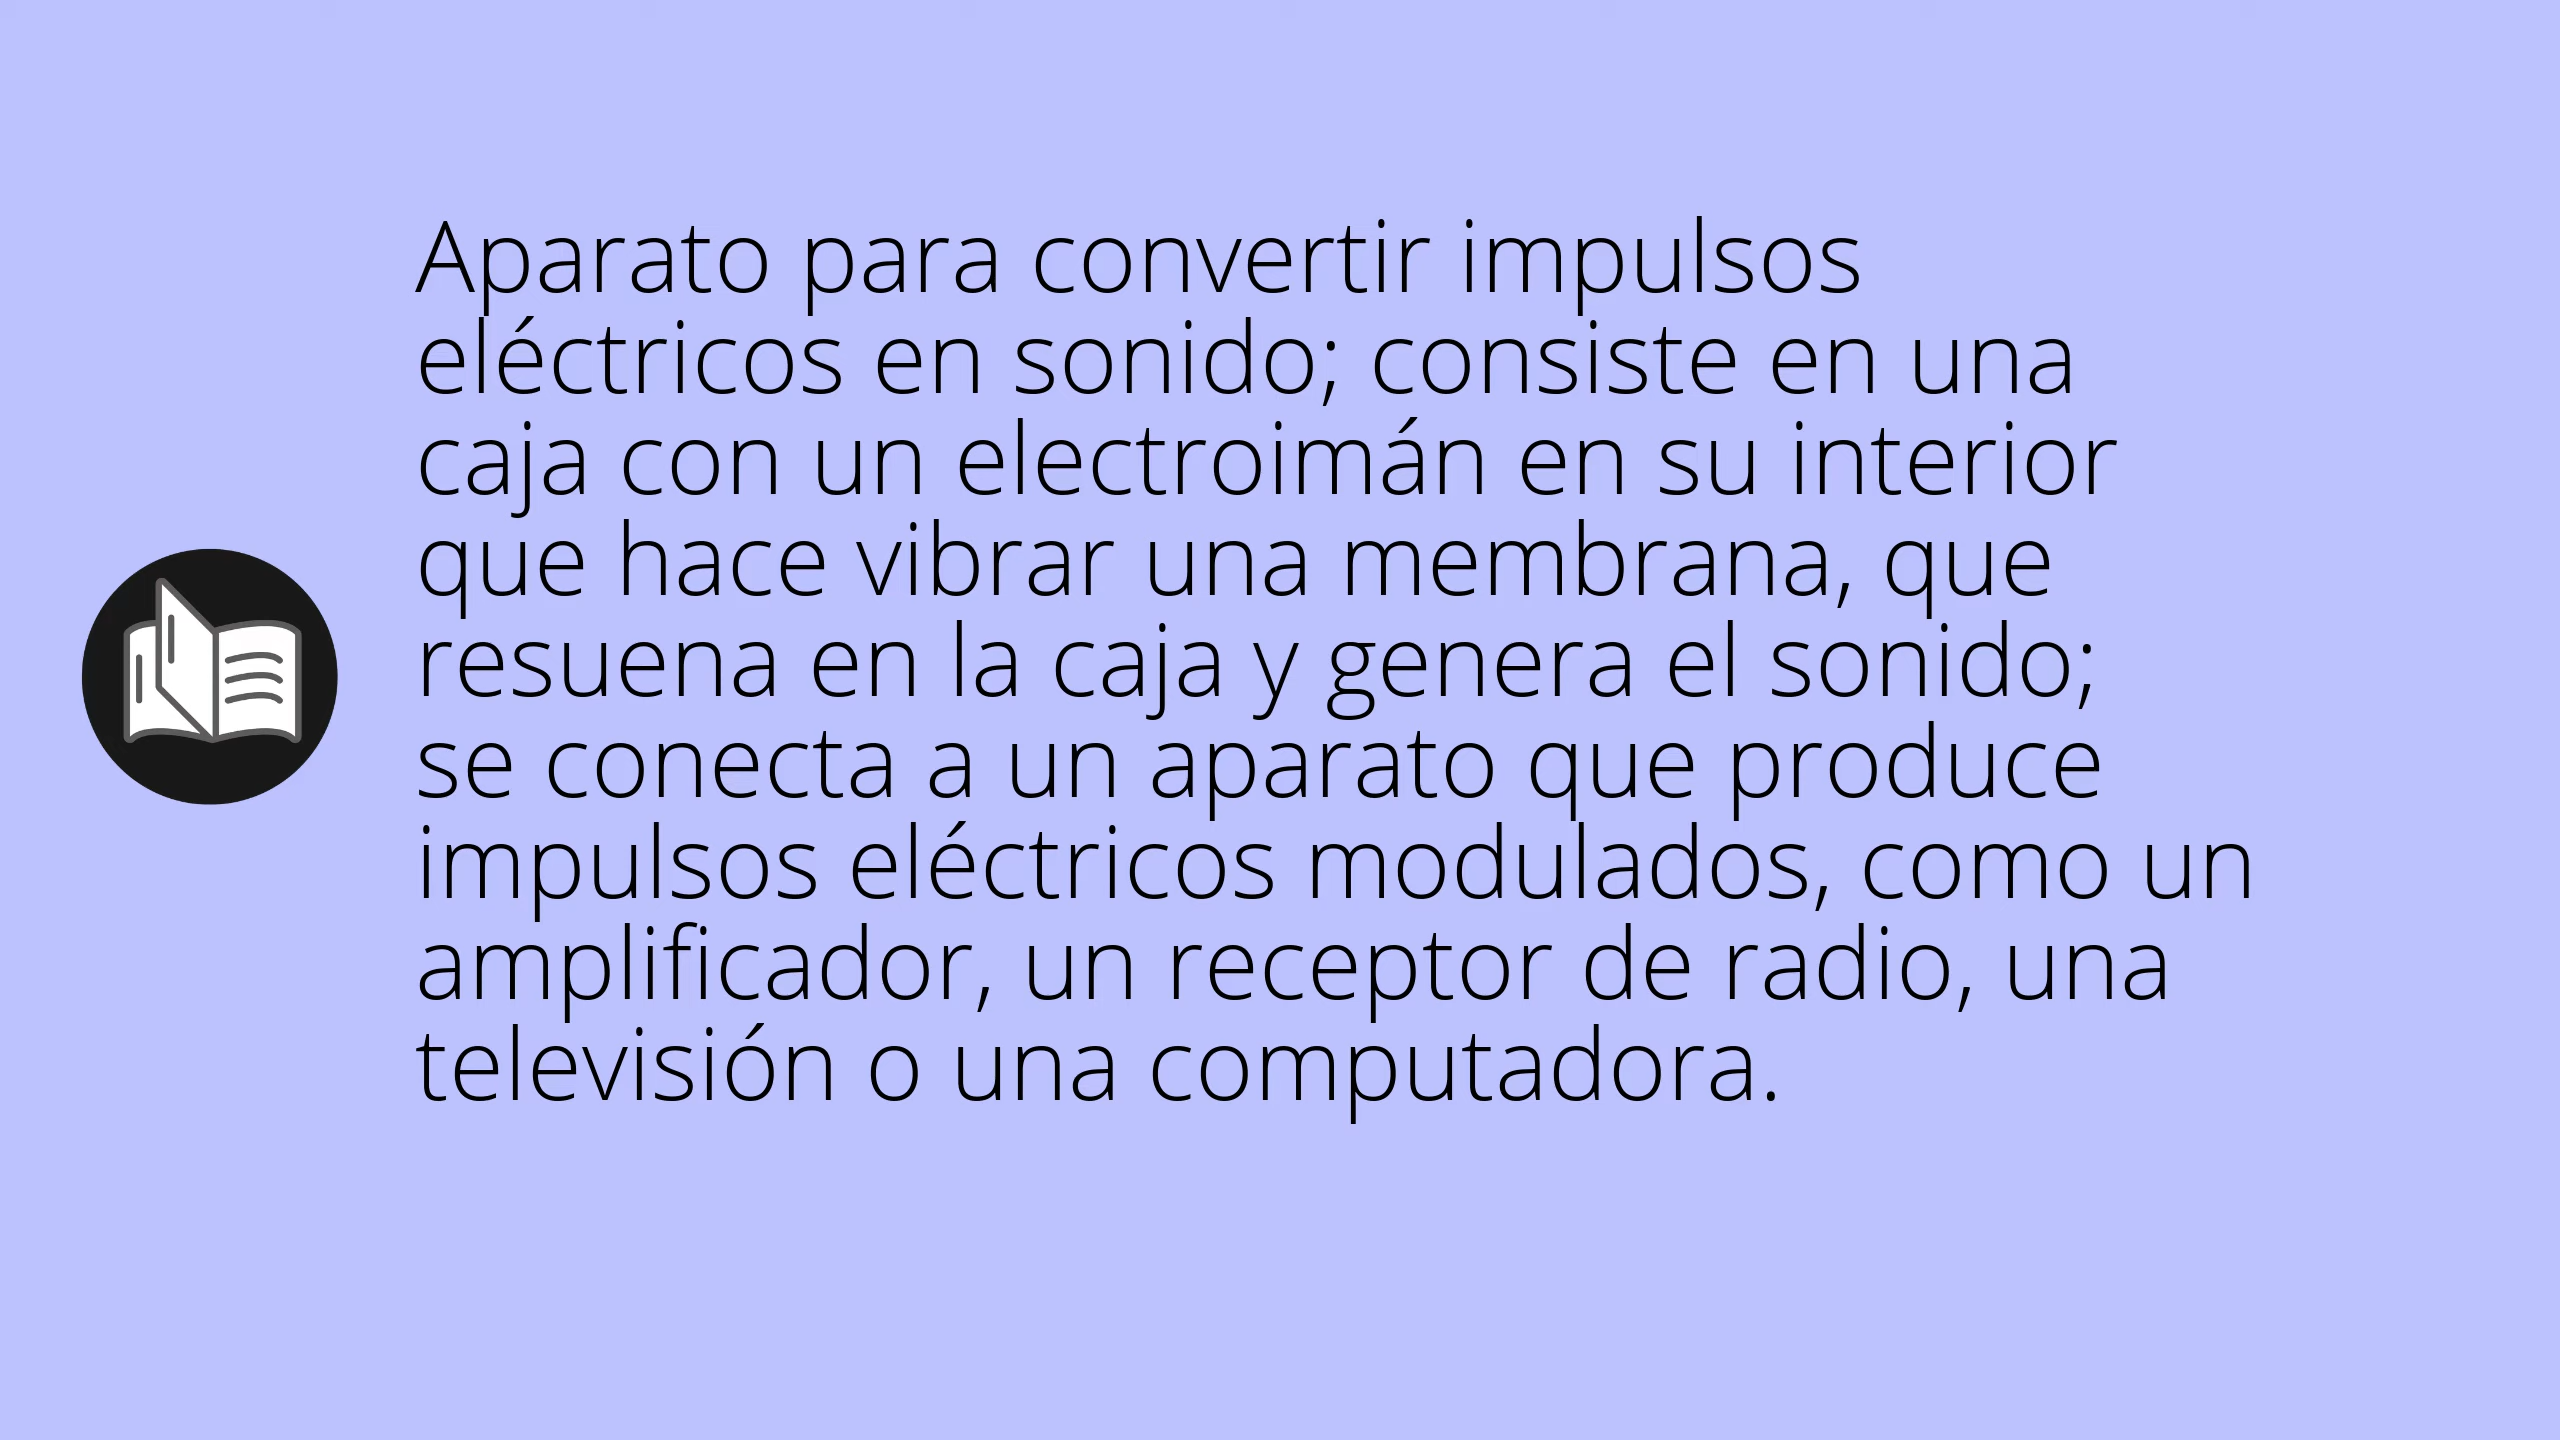 Aparato para convertir impulsos
eléctricos en sonido; consiste en una
caja con un electroimán en su interior
que hace vibrar una membrana, que
resuena en la caja y genera el sonido;
se conecta a un aparato que produce
impulsos eléctricos modulados, como un
amplificador, un receptor de radio, una
televisión o una computadora.